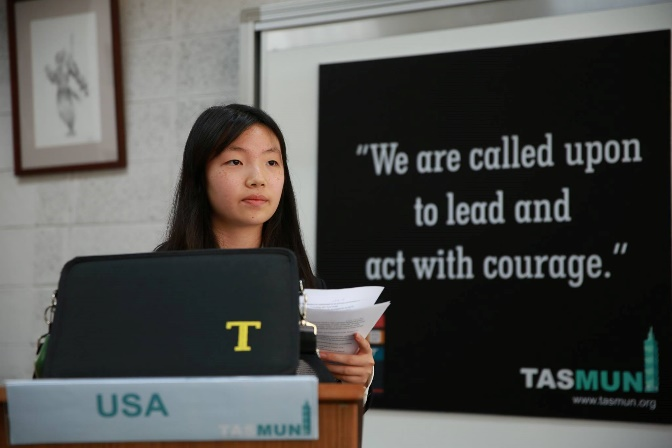 "We are called upon
to lead and
act with courage."
TASMUN
www.tasmun.org
T
USA
TASMUN